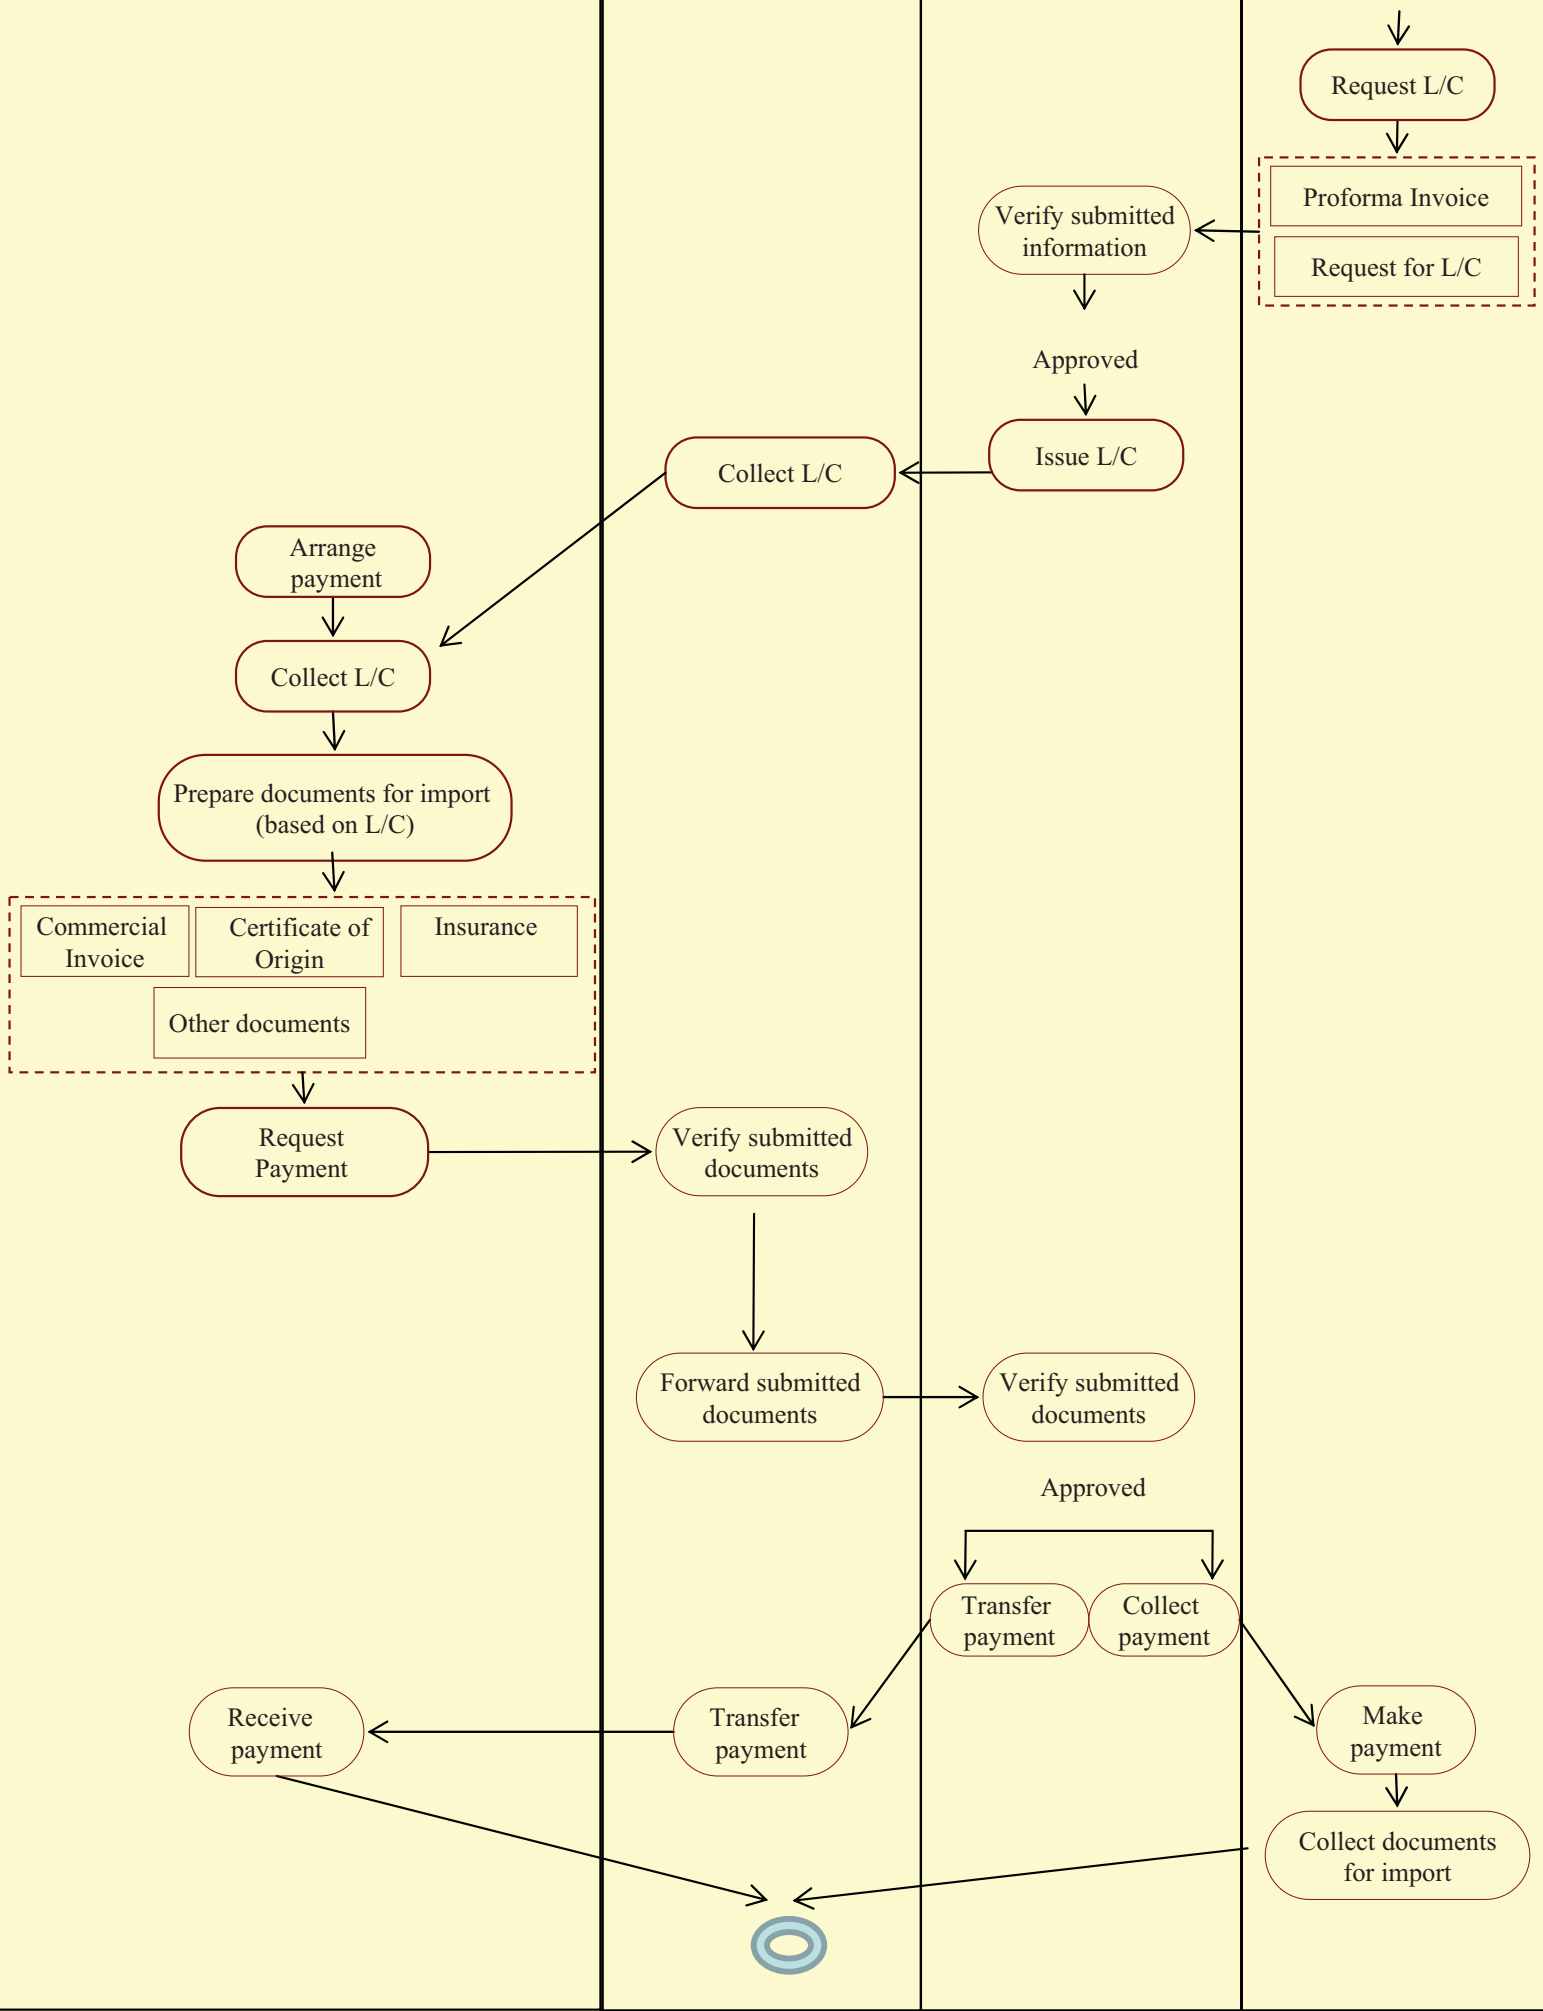 Request L/C
Proforma Invoice
Verify submitted
information
Request for L/C
Approved
Issue L/C
Collect L/C
Arrange
payment
Collect L/C
Prepare documents for import
(based on L/C)
Commercial
Invoice
Certificate of
Origin
Insurance
Other documents
Request
Payment
Verify submitted
documents
Forward submitted
documents
Verify submitted
documents
Approved
Transfer
payment
Collect
payment
Receive
payment
Transfer
payment
Make
payment
Collect documents
for import